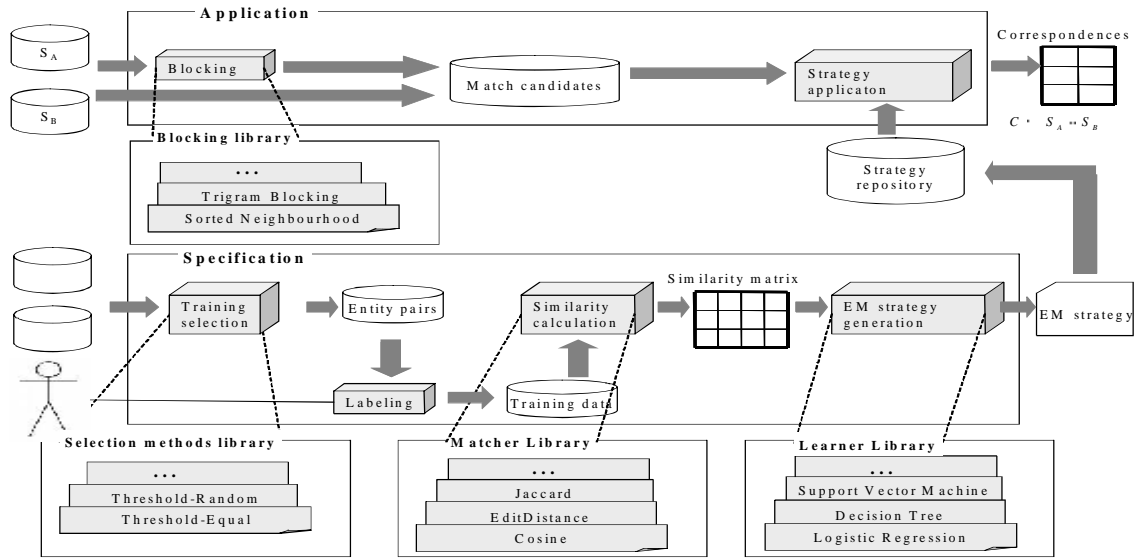 Application
S A
Blocking
Match candidates
Strategy
applicaton
Correspondences
S B
Blocking library
...
Trigram Blocking
Sorted Neighbourhood
Strategy
repository
Specification
Training
selection
Entity pairs
Similarity
calculation
Similarity matrix
EM strategy
generation
EM strategy
Labeling
Training data
Selection methods library
...
Threshold-Random
Threshold-Equal
Matcher Library
...
Jaccard
EditDistance
Cosine
Learner Library
...
Support Vector Machine
Decision Tree
Logistic Regression